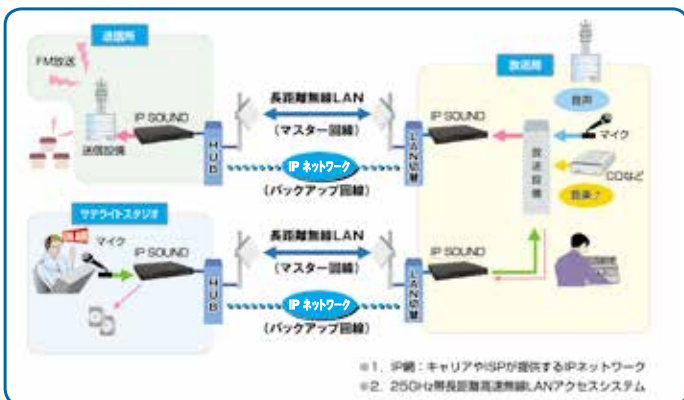 送信所
FM放送
IP SOUND
送信設備
HUB
長距離無線LAN
(マスター回線)
IP ネットワーク
(バックアップ回線)
LAN切替
放送局
IP SOUND
音声
マイク
放送設備
CDなど
音楽♪
サテライトスタジオ
ON AIR
マイク
IP SOUND
HUB
長距離無線LAN
(マスター回線)
IP ネットワーク
(バックアップ回線)
LAN切替
IP SOUND
※1. IP網：キャリアやISPが提供するIPネットワーク
※2. 25GHz帯長距離高速無線LANアクセスシステム